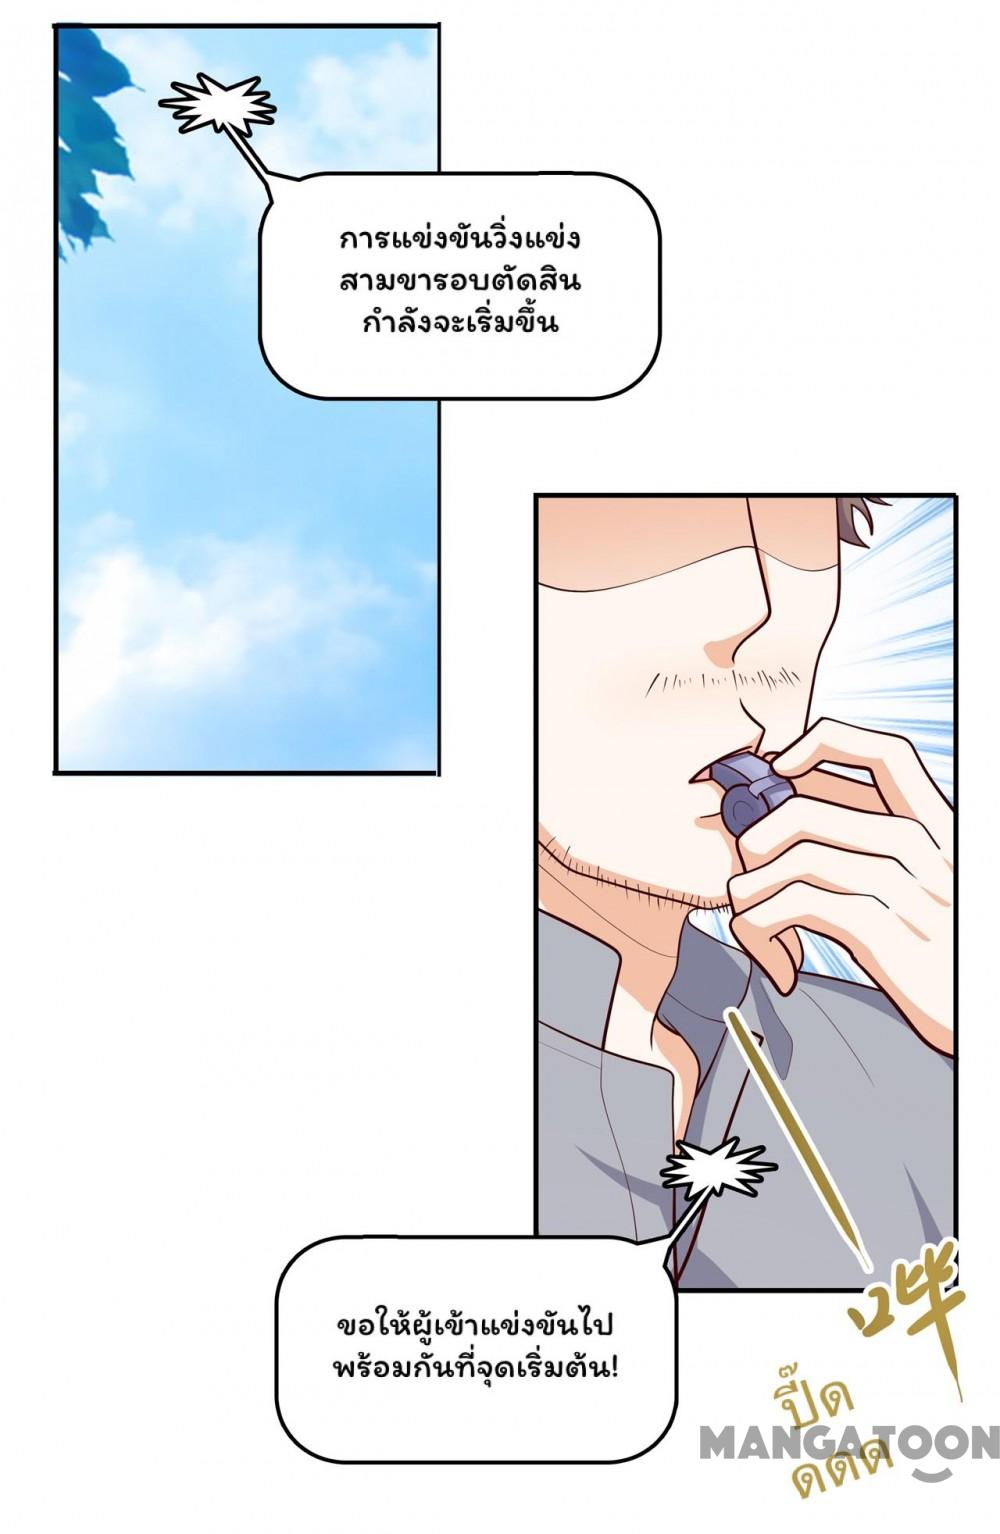 การแข่งขันวิ่งแข่ง
สามขารอบตัดสิน
กำลังจะเริ่มขึ้น
ขอให้ผู้เข้าแข่งขันไป
พร้อมกันที่จุดเริ่มต้น!
哔
ปี๊ด
ดดด
MANGATOON